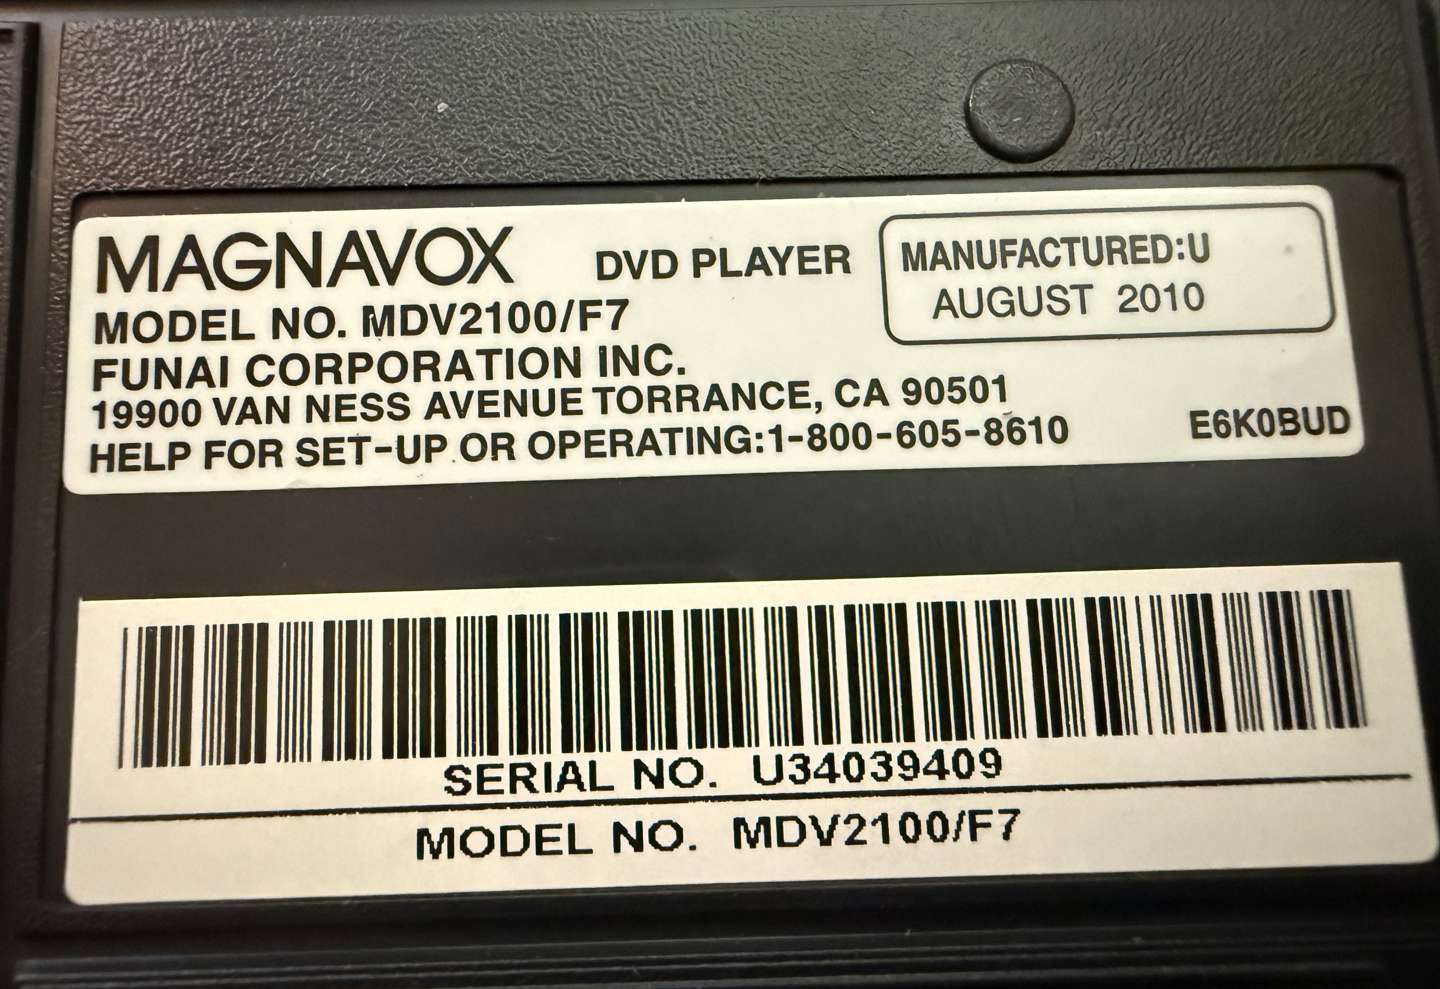 MAGNAVOX DVD PLAYER
MANUFACTURED:U
AUGUST 2010
MODEL NO. MDV2100/F7
FUNAI CORPORATION INC.
19900 VAN NESS AVENUE TORRANCE, CA 90501
HELP FOR SET-UP OR OPERATING:1-800-605-8610
E6K0BUD
SERIAL NO. U34039409
MODEL NO. MDV2100/F7